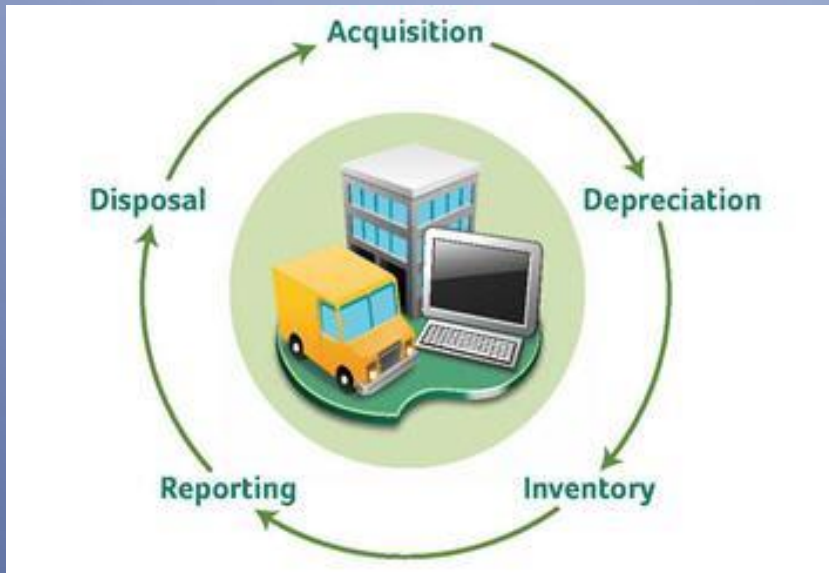 Acquisition
Depreciation
Inventory
Reporting
Disposal